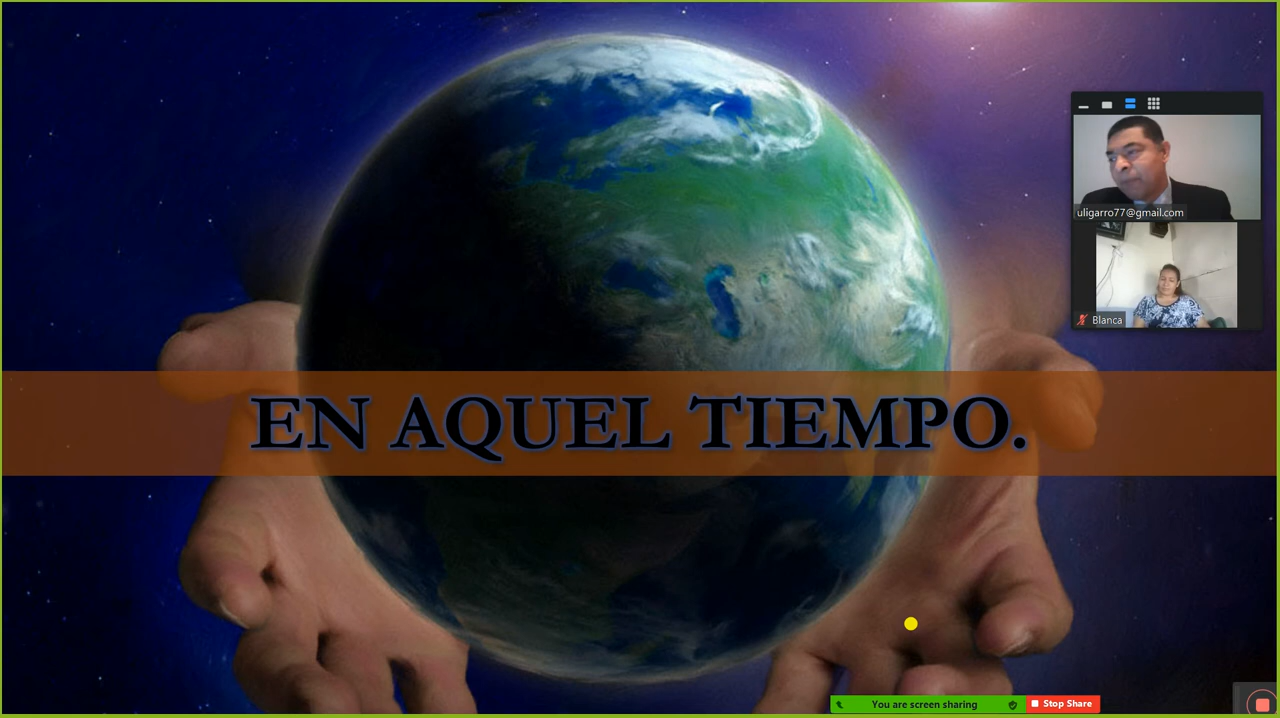 uligarro77@gmail.com
Blanca
EN AQUEL TIEMPO.
You are screen sharing
Stop Share